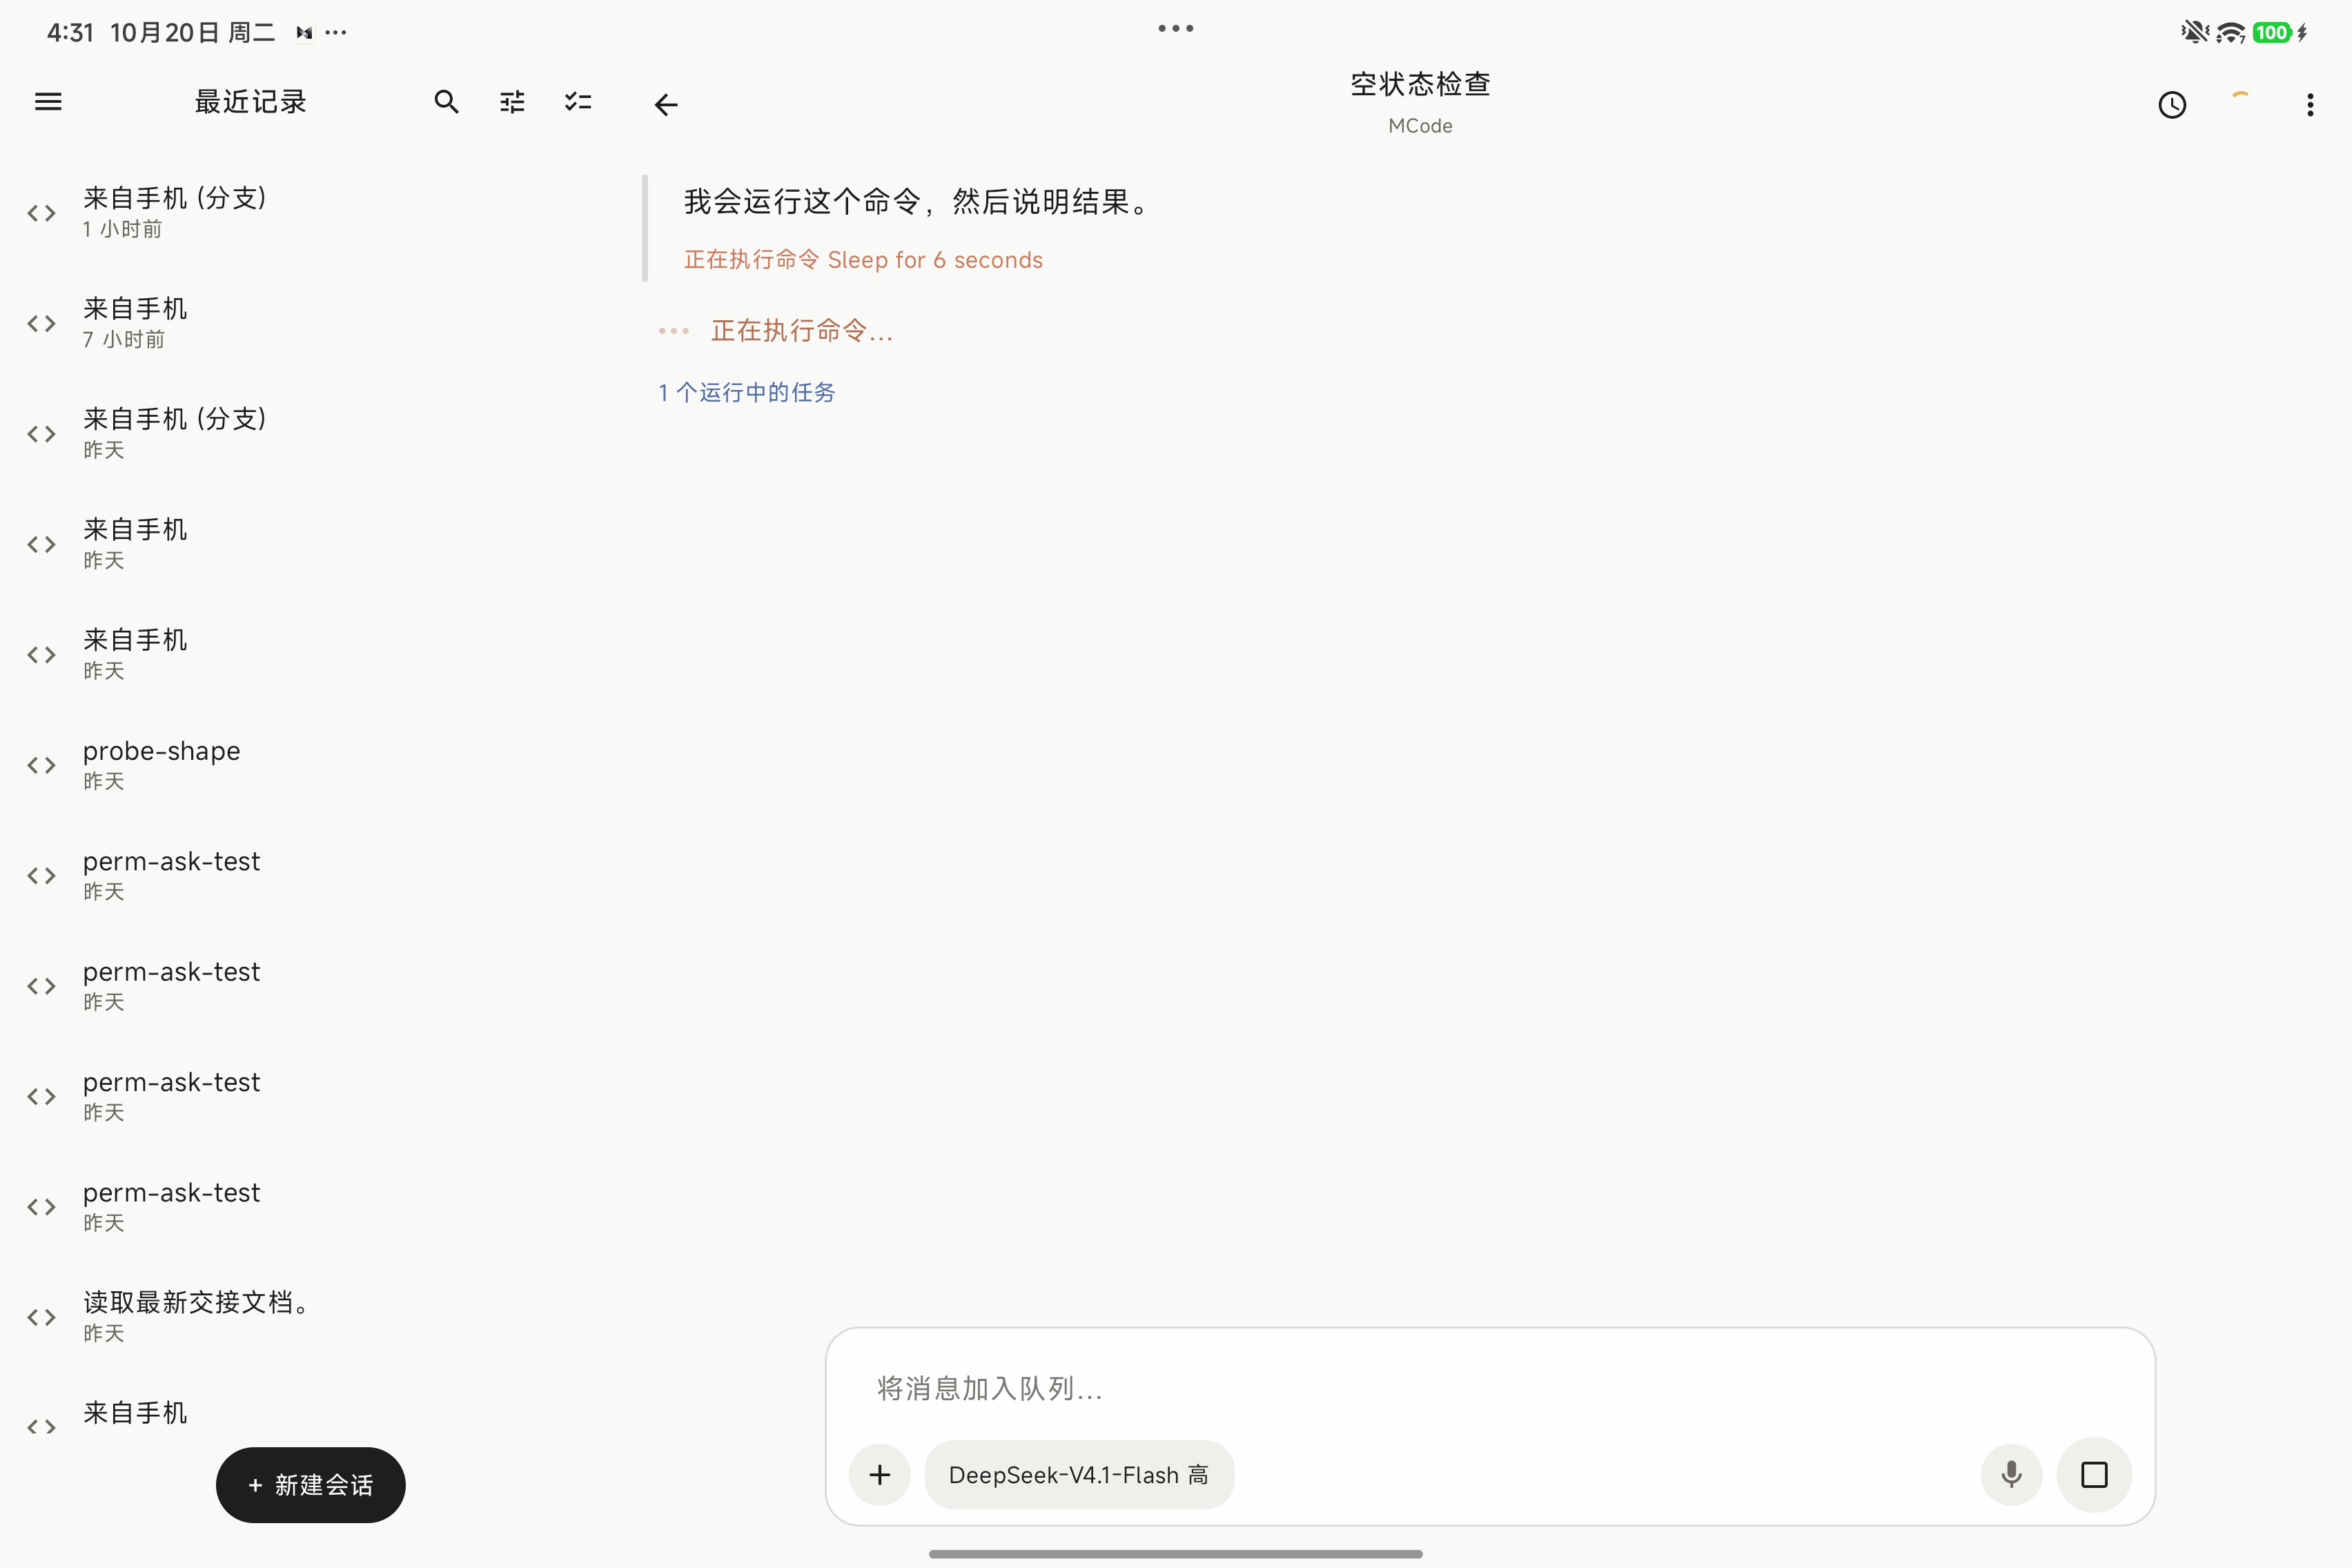 4:31 10月20日 周二
100
最近记录
空状态检查
MCode
来自手机 (分支)
1 小时前
来自手机
7 小时前
来自手机 (分支)
昨天
来自手机
昨天
来自手机
昨天
probe-shape
昨天
perm-ask-test
昨天
perm-ask-test
昨天
perm-ask-test
昨天
perm-ask-test
昨天
读取最新交接文档。
昨天
来自手机
+ 新建会话
我会运行这个命令，然后说明结果。
正在执行命令 Sleep for 6 seconds
正在执行命令...
1 个运行中的任务
将消息加入队列...
DeepSeek-V4.1-Flash 高